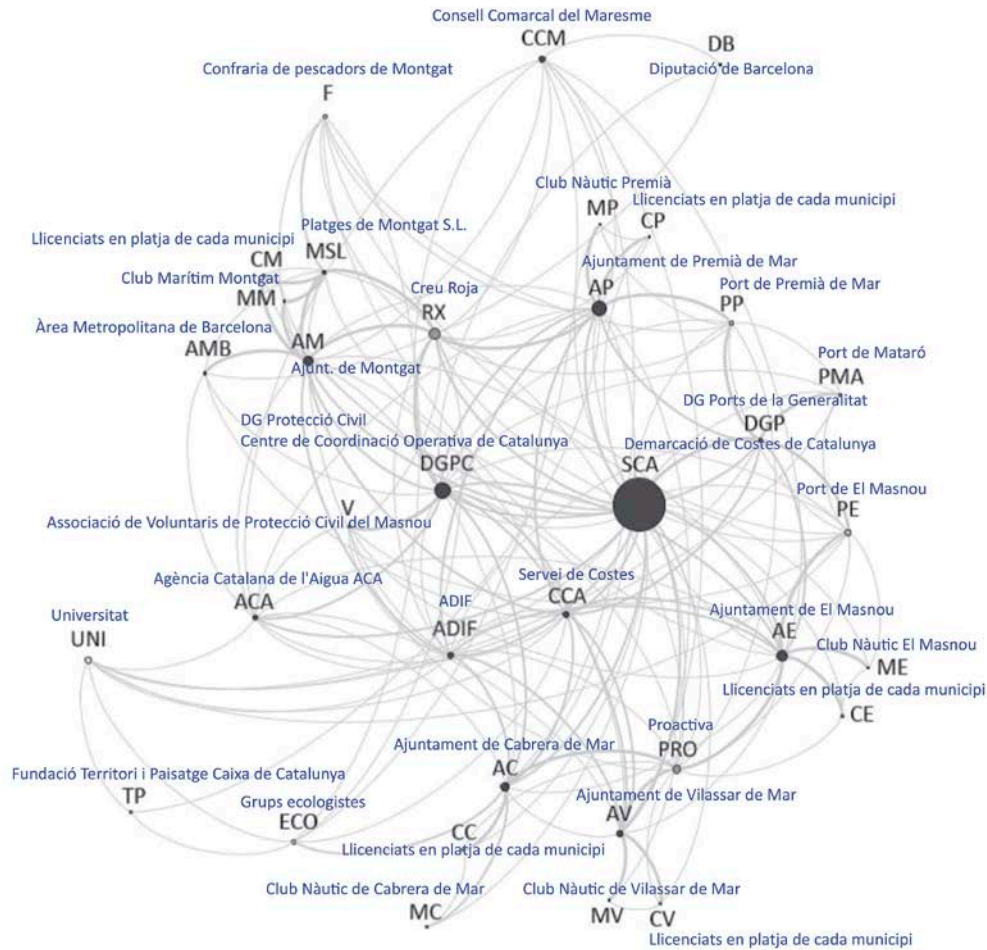 Consell Comarcal del Maresme
CCM
DB
Diputació de Barcelona
Confraria de pescadors de Montgat
F
Club Nàutic Premià
MP
Llicenciats en platja de cada municipi
CP
Platges de Montgat S.L.
MSL
Llicenciats en platja de cada municipi
CM
Club Marítim Montgat
MM
Ajuntament de Premià de Mar
AP
Port de Premià de Mar
PP
Creu Roja
RX
Àrea Metropolitana de Barcelona
AMB
AM
Ajunt. de Montgat
Port de Mataró
PMA
DG Ports de la Generalitat
DGP
DG Protecció Civil
Centre de Coordinació Operativa de Catalunya
DGPC
Demarcació de Costes de Catalunya
SCA
Port de El Masnou
PE
V
Associació de Voluntaris de Protecció Civil del Masnou
Agència Catalana de l'Aigua ACA
ACA
Servei de Costes
CCA
ADIF
ADIF
Universitat
UNI
Ajuntament de El Masnou
AE
Club Nàutic El Masnou
ME
Llicenciats en platja de cada municipi
CE
Proactiva
PRO
Ajuntament de Cabrera de Mar
AC
Fundació Territori i Paisatge Caixa de Catalunya
TP
Ajuntament de Vilassar de Mar
AV
Grups ecologistes
ECO
CC
Llicenciats en platja de cada municipi
Club Nàutic de Cabrera de Mar
MC
Club Nàutic de Vilassar de Mar
MV
CV
Llicenciats en platja de cada municipi